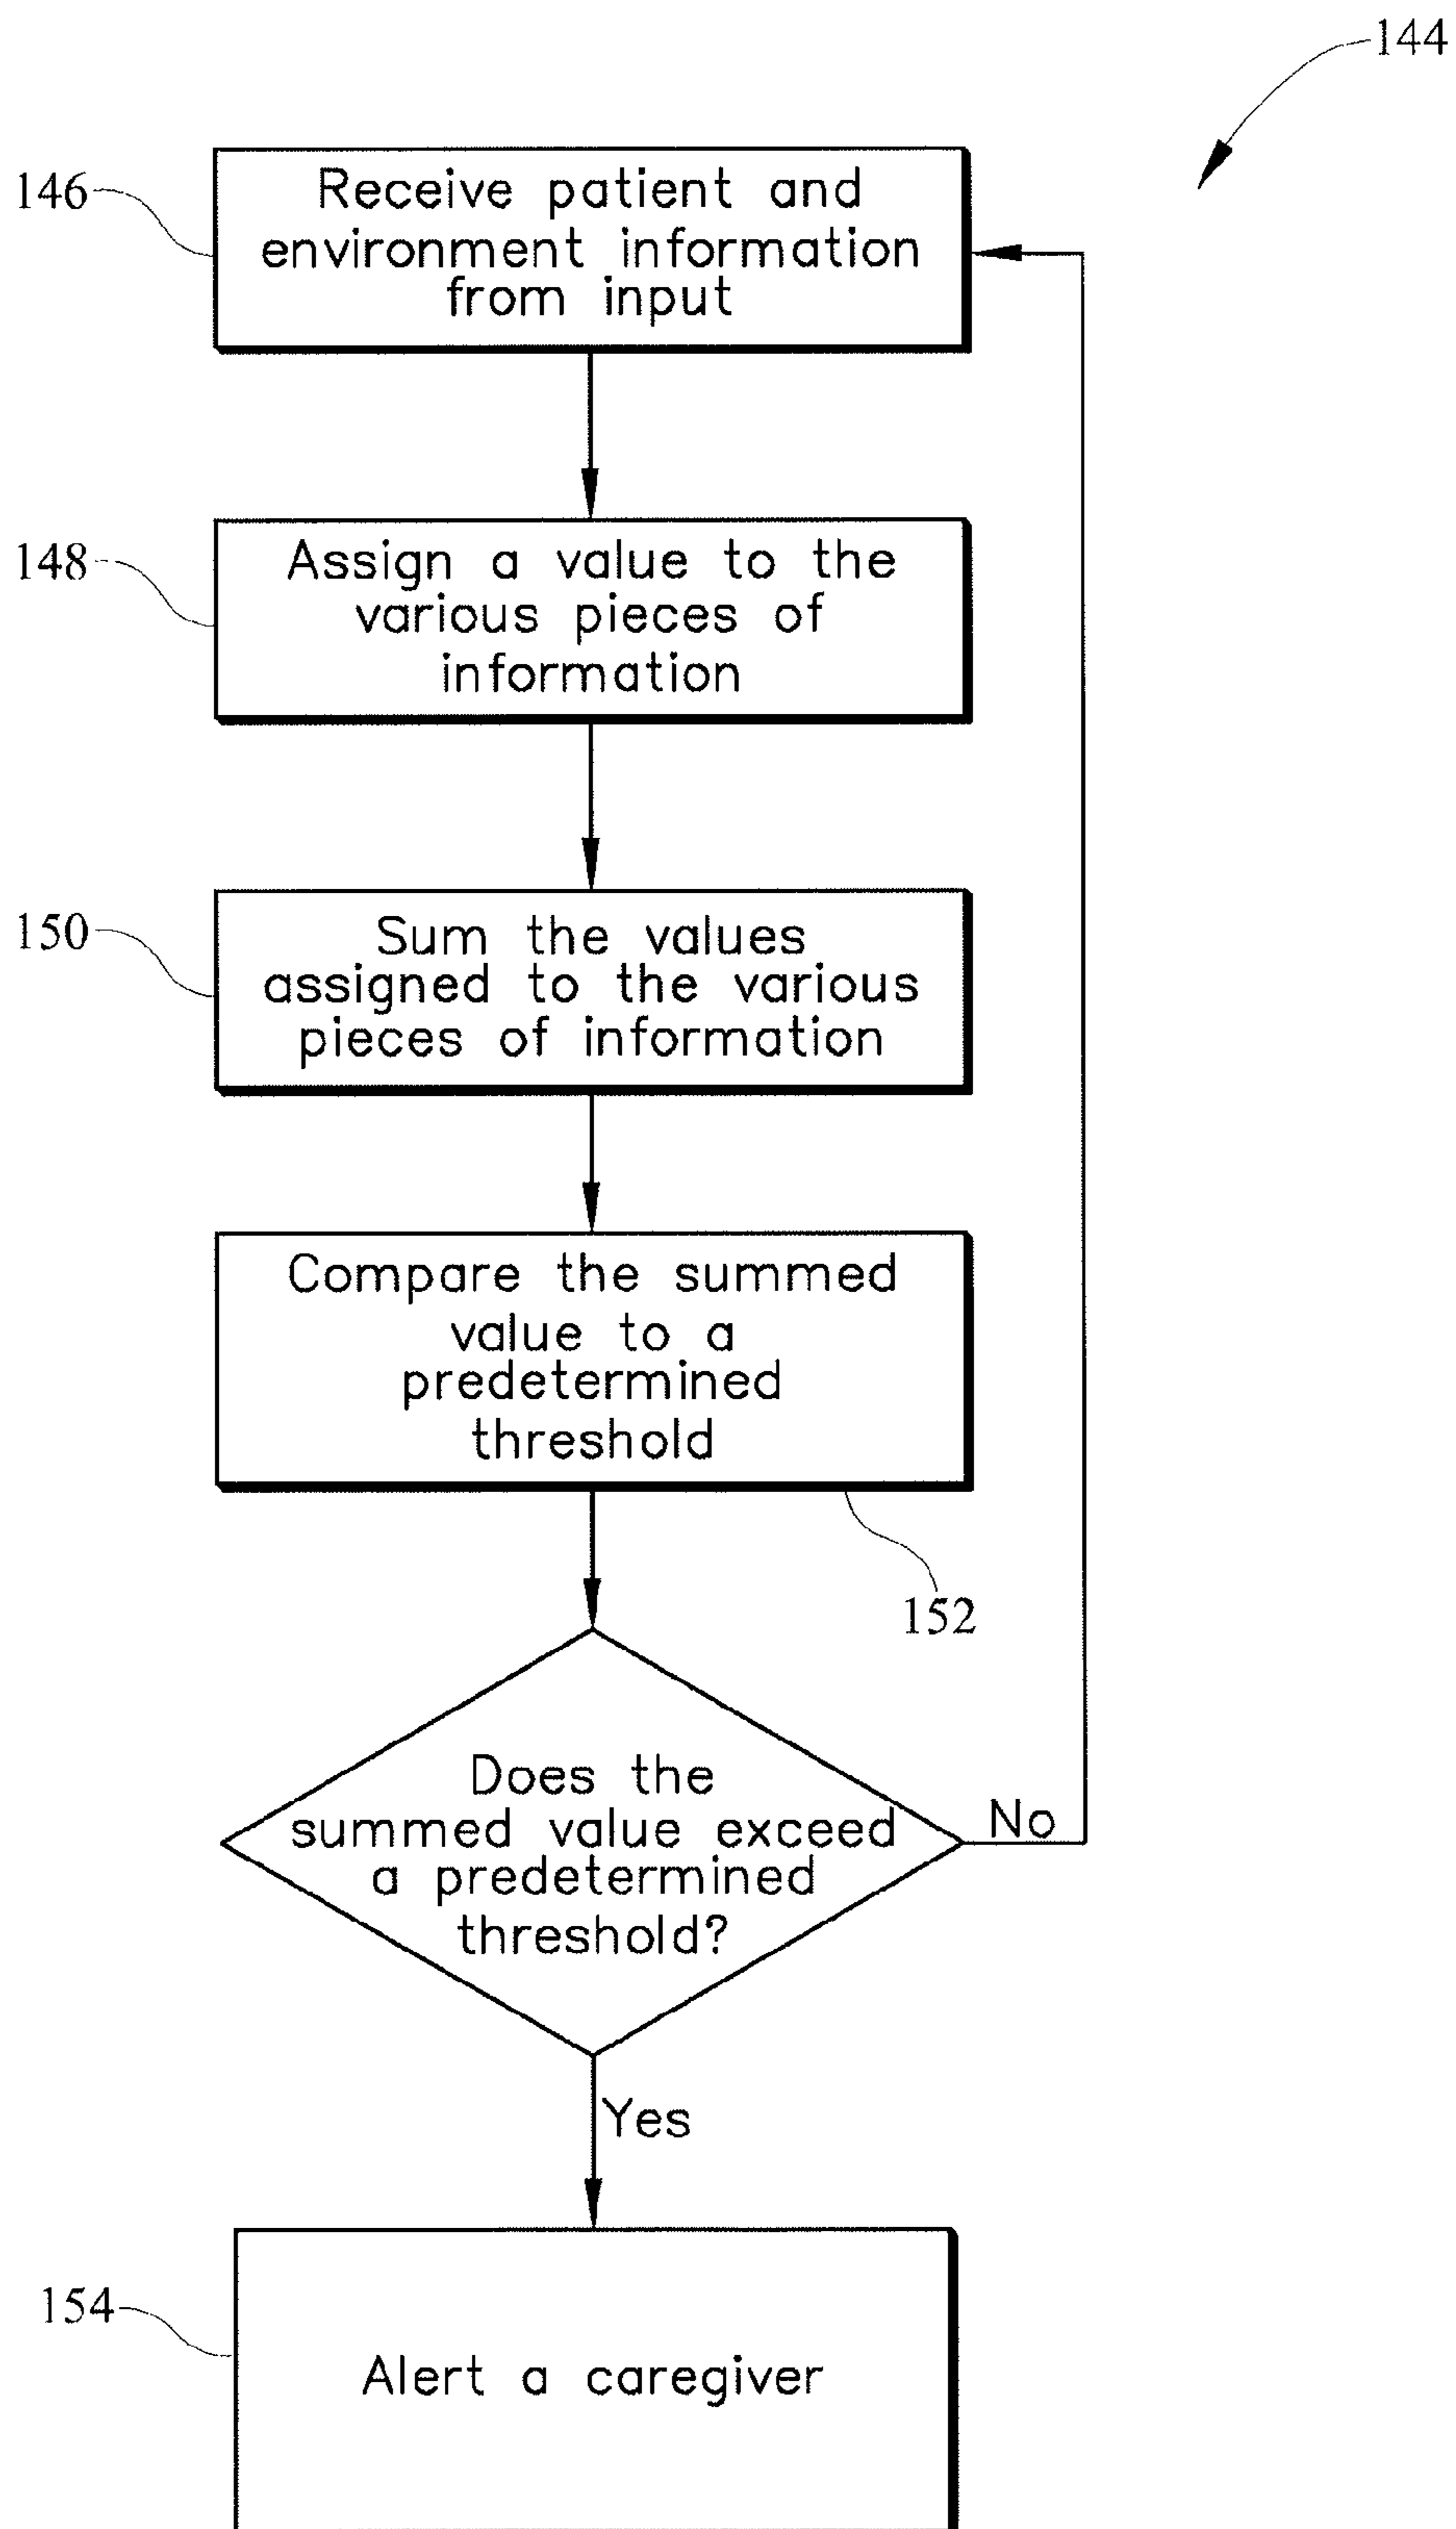 144
146
Receive patient and
environment information
from input
148
Assign a value to the
various pieces of
information
150
Sum the values
assigned to the various
pieces of information
Compare the summed
value to a
predetermined
threshold
152
Does the
summed value exceed
a predetermined
threshold?
No
Yes
154
Alert a caregiver